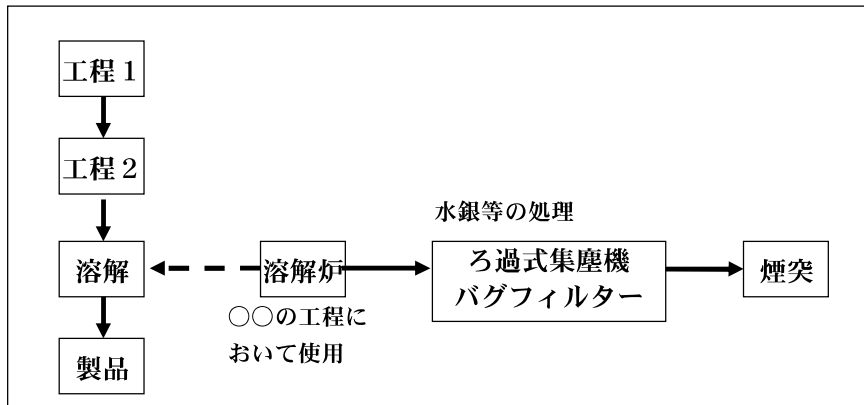 工程１
工程２
水銀等の処理
溶解
溶解炉
ろ過式集塵機
バグフィルター
煙突
〇〇の工程に
おいて使用
製品